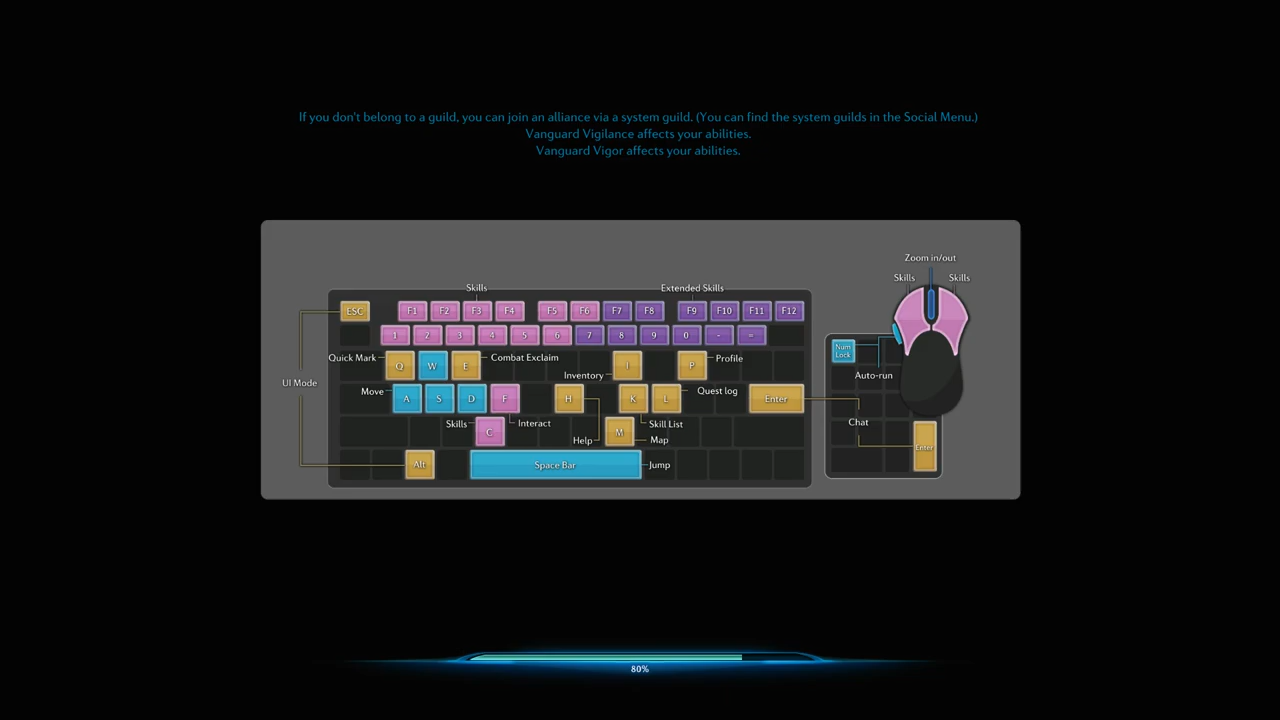 If you don't belong to a guild, you can join an alliance via a system guild. (You can find the system guilds in the Social Menu.)
Vanguard Vigilance affects your abilities.
Vanguard Vigor affects your abilities.
Zoom in/out
Skills Skills
Skills Extended Skills
ESC F1 F2 F3 F4 F5 F6 F7 F8 F9 F10 F11 F12
1 2 3 4 5 6 7 8 9 0 - =
Num
Lock
Quick Mark Q W E Combat Exclaim Inventory I P Profile
Auto-run
UI Mode
Move A S D F H K L Quest log Enter
Skills C Interact Help M Skill List
Map
Chat
Enter
Alt Space Bar Jump
80%